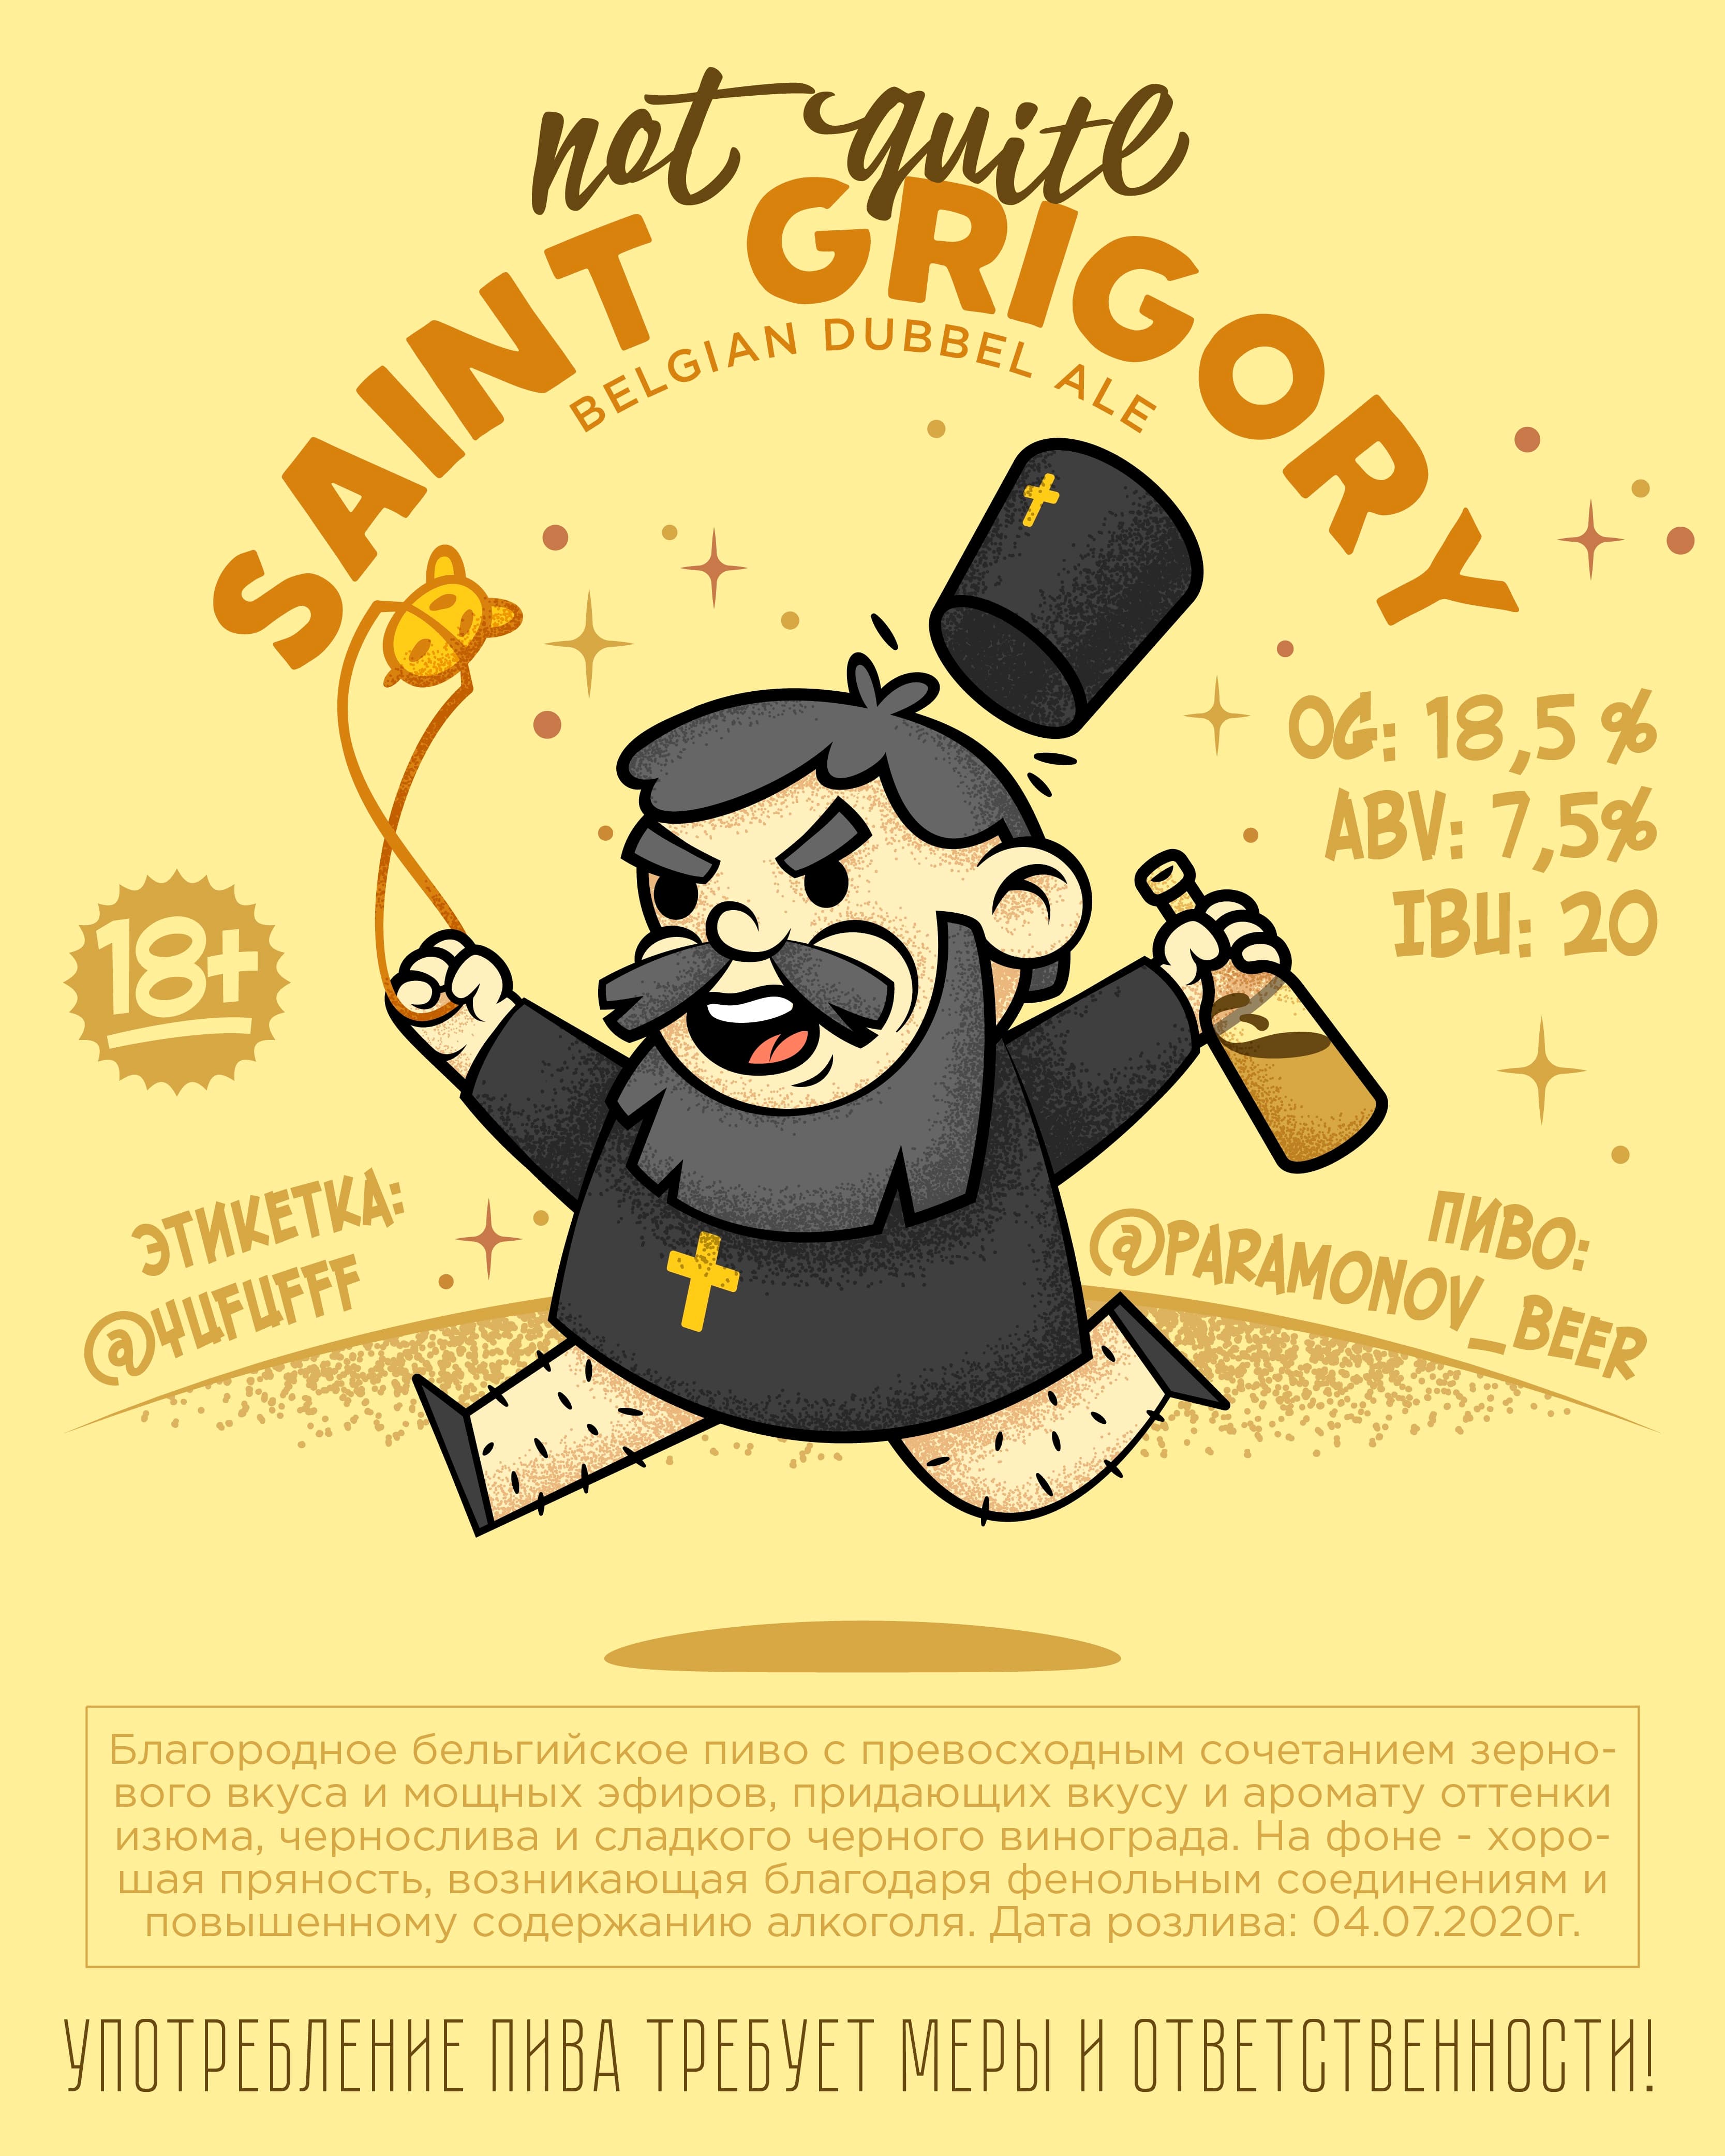 not quite
SAINT GRIGORY
BELGIAN DUBBEL ALE
OG: 18,5 %
ABV: 7,5%
IBU: 20
18+
ЭТИКЕТКА:
@4UFUFFF
ПИВО:
@PARAMONOV_BEER
Благородное бельгийское пиво с превосходным сочетанием зерно-
вого вкуса и мощных эфиров, придающих вкусу и аромату оттенки
изюма, чернослива и сладкого черного винограда. На фоне - хоро-
шая пряность, возникающая благодаря фенольным соединениям и
повышенному содержанию алкоголя. Дата розлива: 04.07.2020г.
УПОТРЕБЛЕНИЕ ПИВА ТРЕБУЕТ МЕРЫ И ОТВЕТСТВЕННОСТИ!